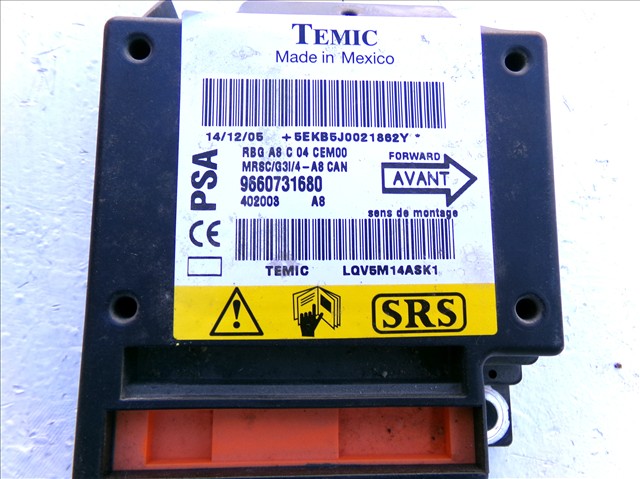 TEMIC
Made in Mexico
14/12/05 +5EKB5J0021862Y *
RBG A8 C 04 CEM00
MRSC/G3I/4-A8 CAN
9660731680
402003 A8
PSA
CE
FORWARD
AVANT
sens de montage
TEMIC LQV5M14ASK1
SRS